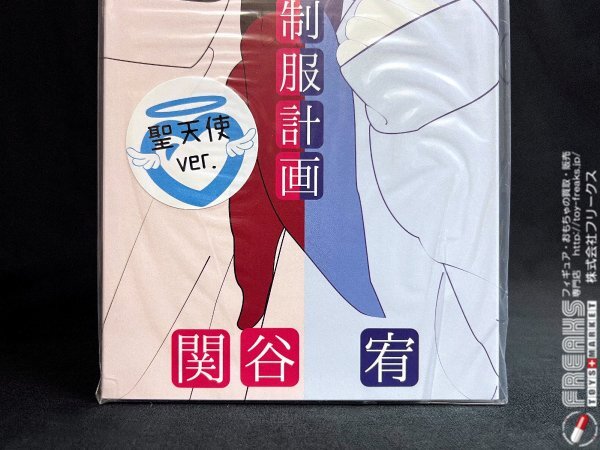 制服計画
聖天使
ver.
関谷 宥
フィギュア・おもちゃの買取・販売
専門店 http://toy-freaks.jp/
株式会社フリークス
FREAKS
TOYS★MARKET